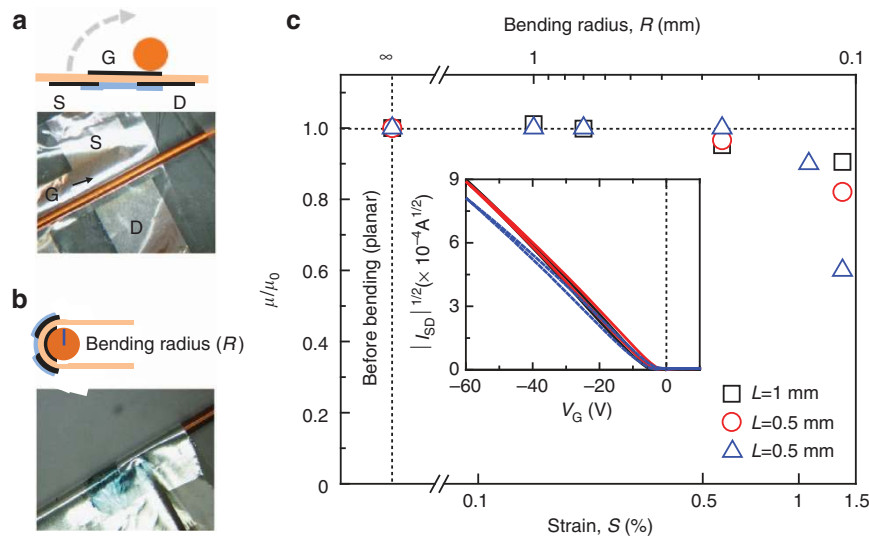 a
G
S
D
S
G
D
b
Bending radius (R)
c
Bending radius, R (mm)
∞
1
0.1
μ/μ0
1.0
0.8
0.6
0.4
0.2
0
Before bending (planar)
| ISD | 1/2(× 10−4A1/2)
9
6
3
0
−60
−40
−20
0
VG (V)
L=1 mm
L=0.5 mm
L=0.5 mm
0.1
0.5
1
1.5
Strain, S (%)